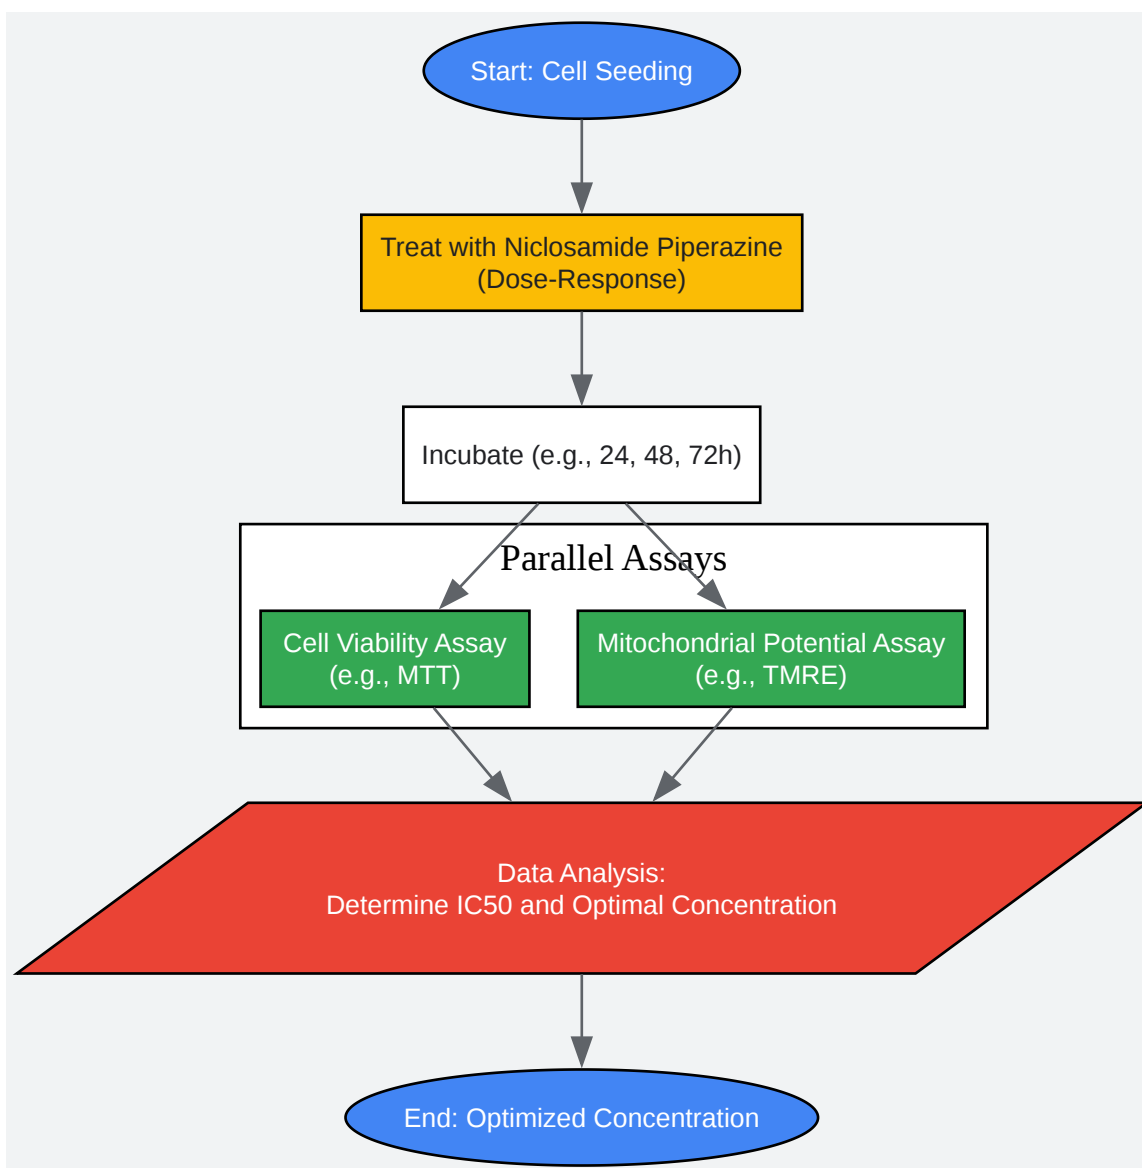 Start: Cell Seeding
Treat with Niclosamide Piperazine
(Dose-Response)
Incubate (e.g., 24, 48, 72h)
Parallel Assays
Cell Viability Assay
(e.g., MTT)
Mitochondrial Potential Assay
(e.g., TMRE)
Data Analysis:
Determine IC50 and Optimal Concentration
End: Optimized Concentration